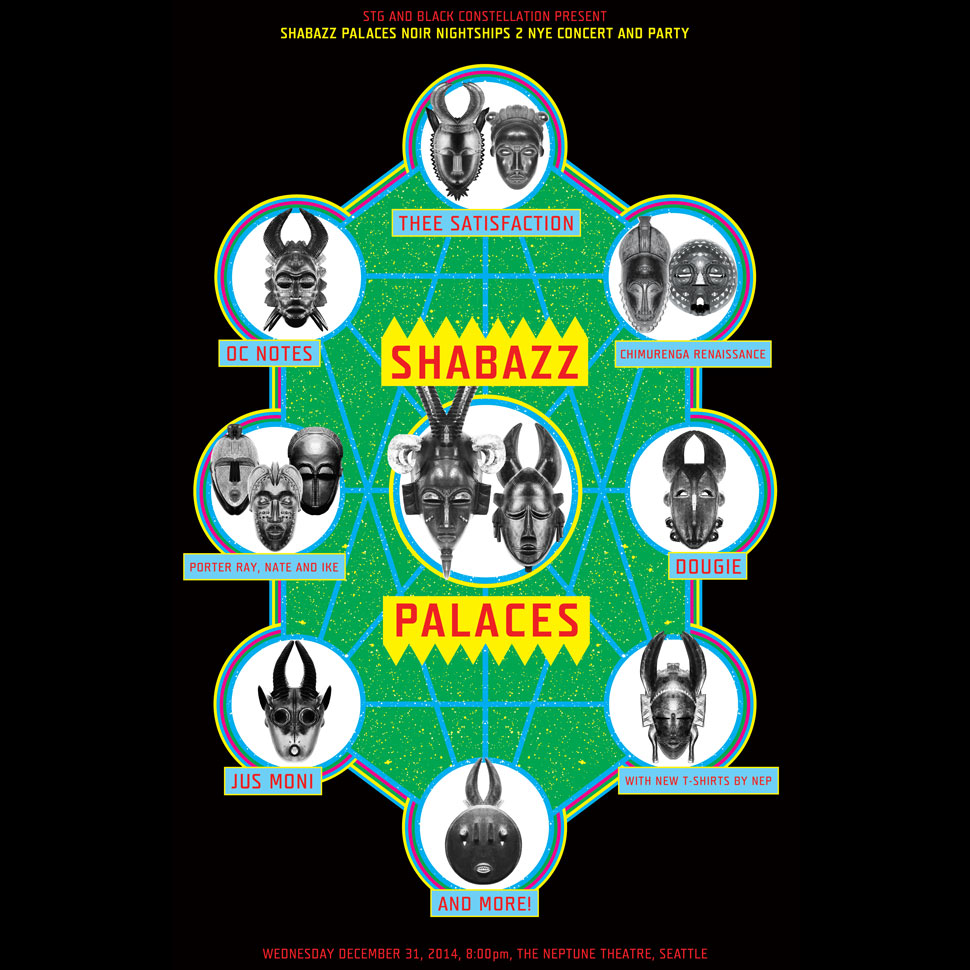 STG AND BLACK CONSTELLATION PRESENT
SHABAZZ PALACES NOIR NIGHTSHIPS 2 NYE CONCERT AND PARTY
THEE SATISFACTION
OC NOTES
CHIMURENGA RENAISSANCE
SHABAZZ
PORTER RAY, NATE AND IKE
DOUGIE
PALACES
JUS MONI
WITH NEW T-SHIRTS BY NEP
AND MORE!
WEDNESDAY DECEMBER 31, 2014, 8:00pm, THE NEPTUNE THEATRE, SEATTLE